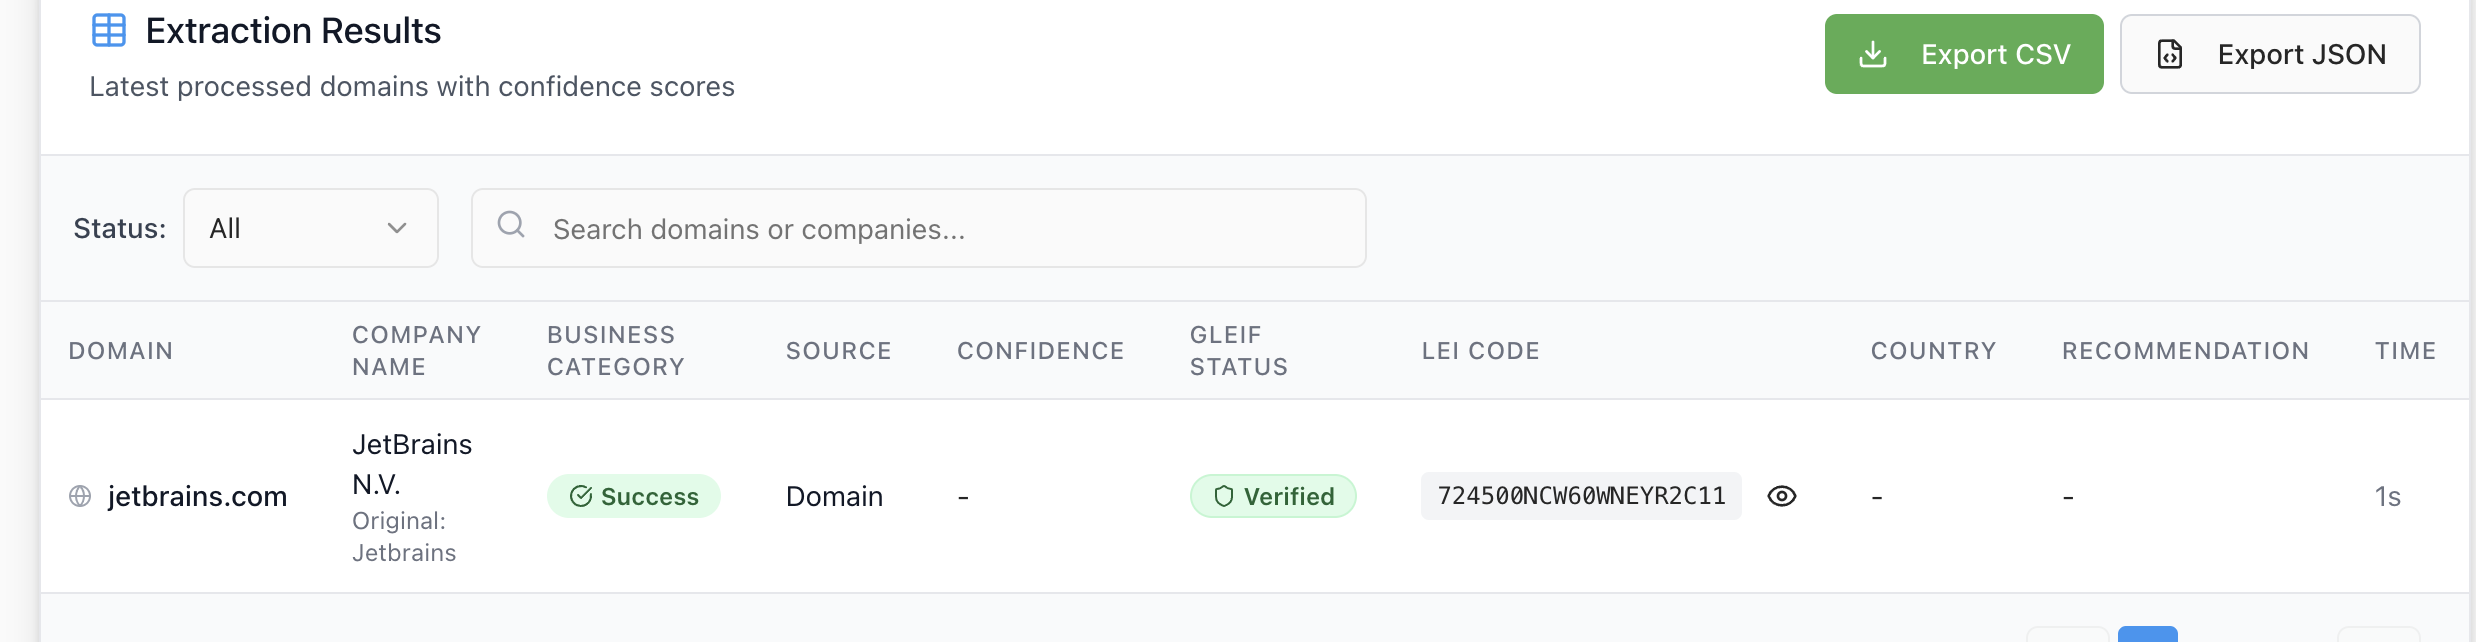 Extraction Results
Latest processed domains with confidence scores
Export CSV
Export JSON
Status:
All
Search domains or companies...
DOMAIN
COMPANY
NAME
BUSINESS
CATEGORY
SOURCE
CONFIDENCE
GLEIF
STATUS
LEI CODE
COUNTRY
RECOMMENDATION
TIME
jetbrains.com
JetBrains
N.V.
Original:
Jetbrains
Success
Domain
-
Verified
724500NCW60WNEYR2C11
-
-
1s